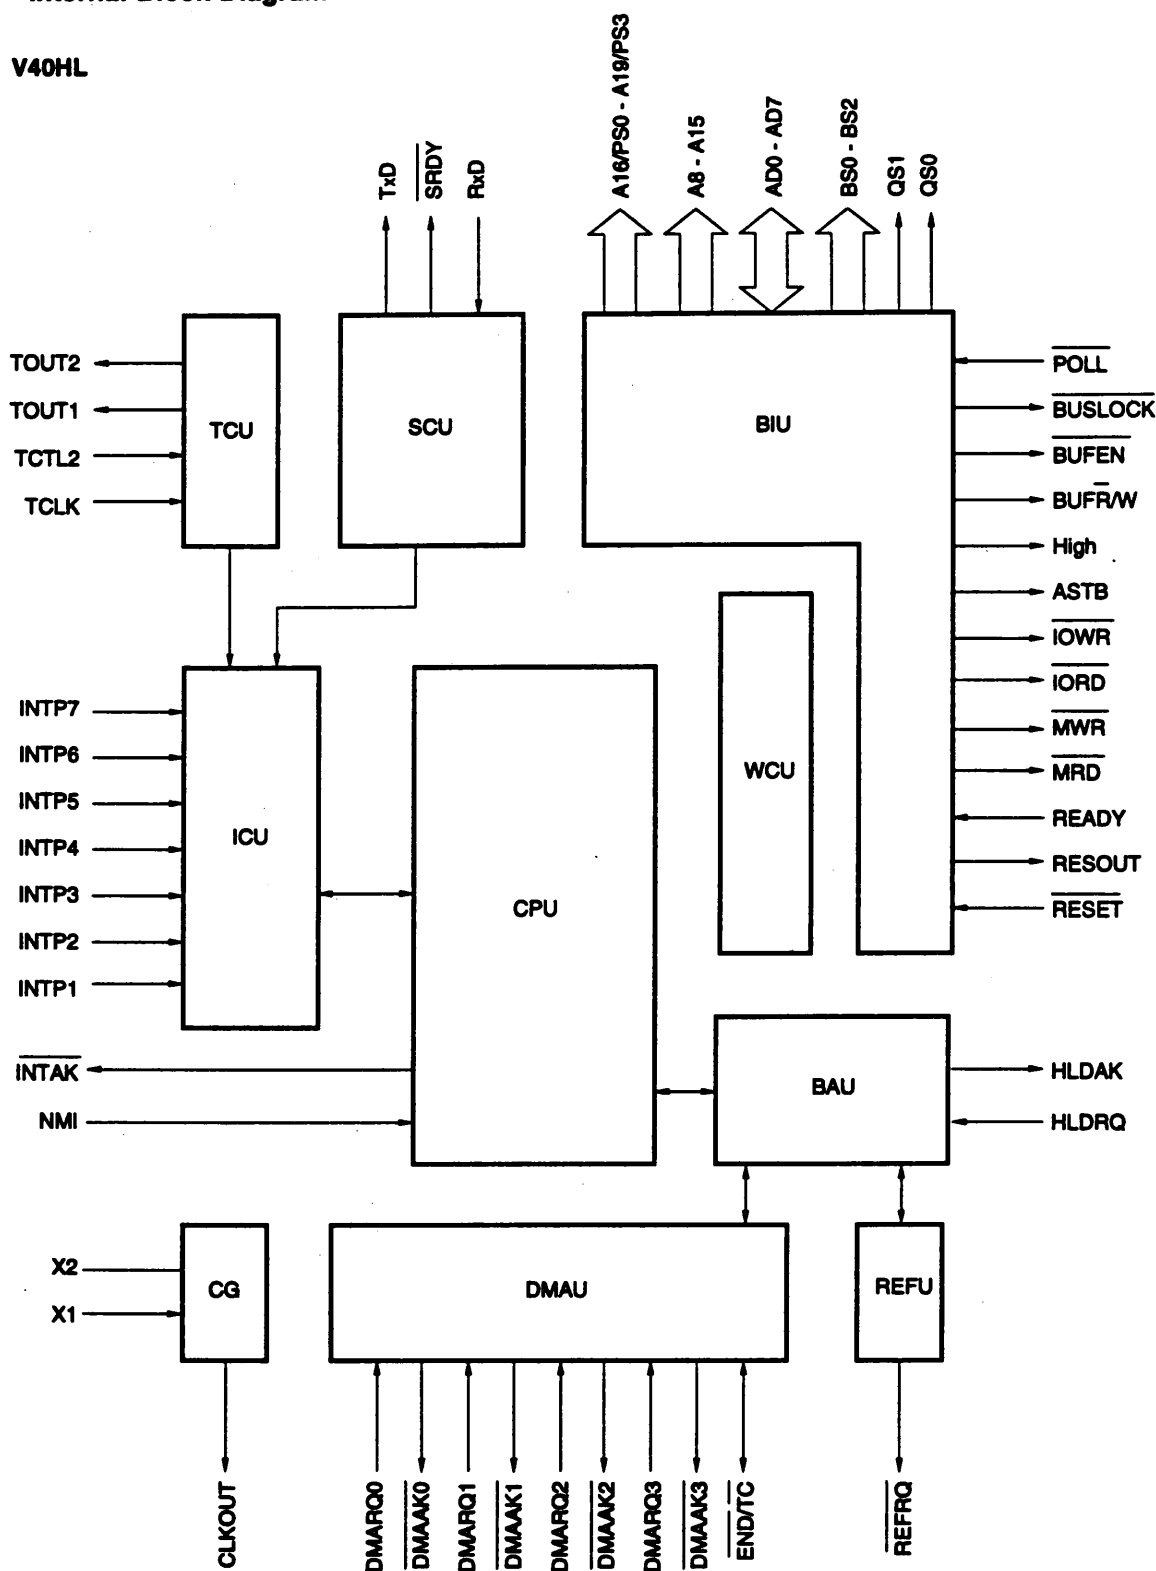 Internal Block Diagram
V40HL
TxD
SRDY
RxD
A16/PS0 - A19/PS3
A8 - A15
AD0 - AD7
BS0 - BS2
QS1
QS0
TOUT2
TOUT1
TCTL2
TCLK
TCU
SCU
BIU
POLL
BUSLOCK
BUFEN
BUFR/W
High
ASTB
IOWR
IORD
MWR
MRD
READY
RESOUT
RESET
INTP7
INTP6
INTP5
INTP4
INTP3
INTP2
INTP1
ICU
CPU
WCU
INTAK
NMI
BAU
HLDAK
HLDRQ
X2
X1
CG
DMAU
REFU
CLKOUT
DMARQ0
DMAAK0
DMARQ1
DMAAK1
DMARQ2
DMAAK2
DMARQ3
DMAAK3
END/TC
REFRQ